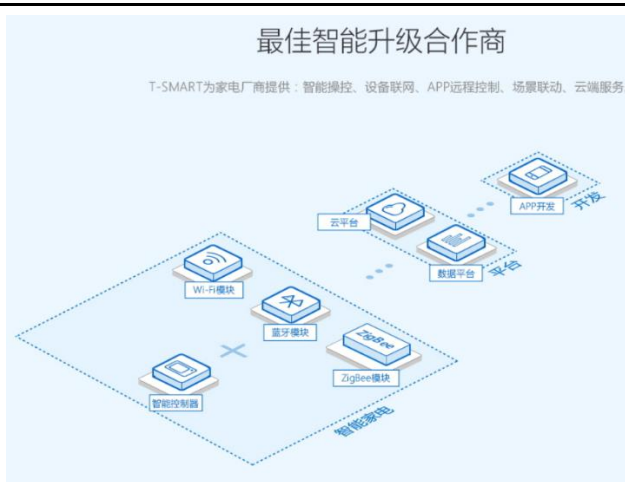 最佳智能升级合作商
T-SMART为家电厂商提供：智能操控、设备联网、APP远程控制、场景联动、云端服务
APP开发
开发
云平台
数据平台
平台
Wi-Fi模块
蓝牙模块
ZigBee
ZigBee模块
智能控制器
智能家电